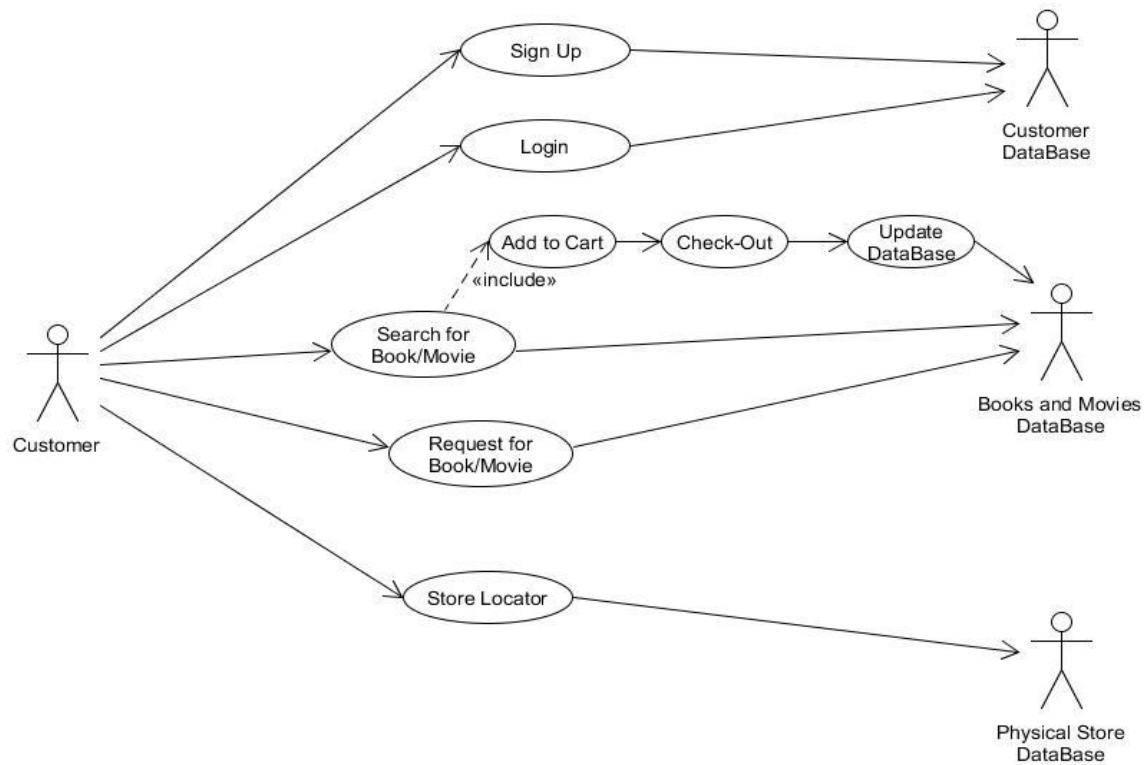 Sign Up
Customer
DataBase
Login
Add to Cart
Check-Out
Update
DataBase
«include»
Search for
Book/Movie
Books and Movies
DataBase
Customer
Request for
Book/Movie
Store Locator
Physical Store
DataBase